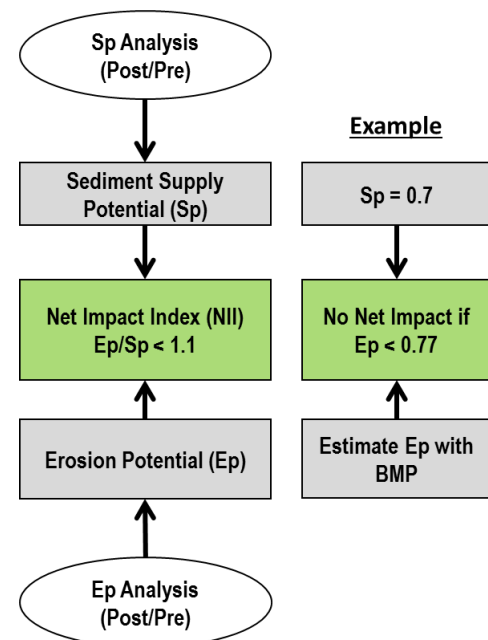 Sp Analysis
(Post/Pre)
Sediment Supply
Potential (Sp)
Net Impact Index (NII)
Ep/Sp < 1.1
Erosion Potential (Ep)
Ep Analysis
(Post/Pre)
Example
Sp = 0.7
No Net Impact if
Ep < 0.77
Estimate Ep with
BMP